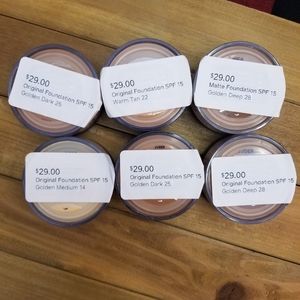 $29.00
Original Foundation SPF 15
Golden Dark 25
$29.00
Original Foundation SPF 15
Warm Tan 22
$29.00
Matte Foundation SPF 15
Golden Deep 28
$29.00
Original Foundation SPF 15
Golden Medium 14
$29.00
Original Foundation SPF 15
Golden Dark 25
$29.00
Original Foundation SPF 15
Golden Deep 28